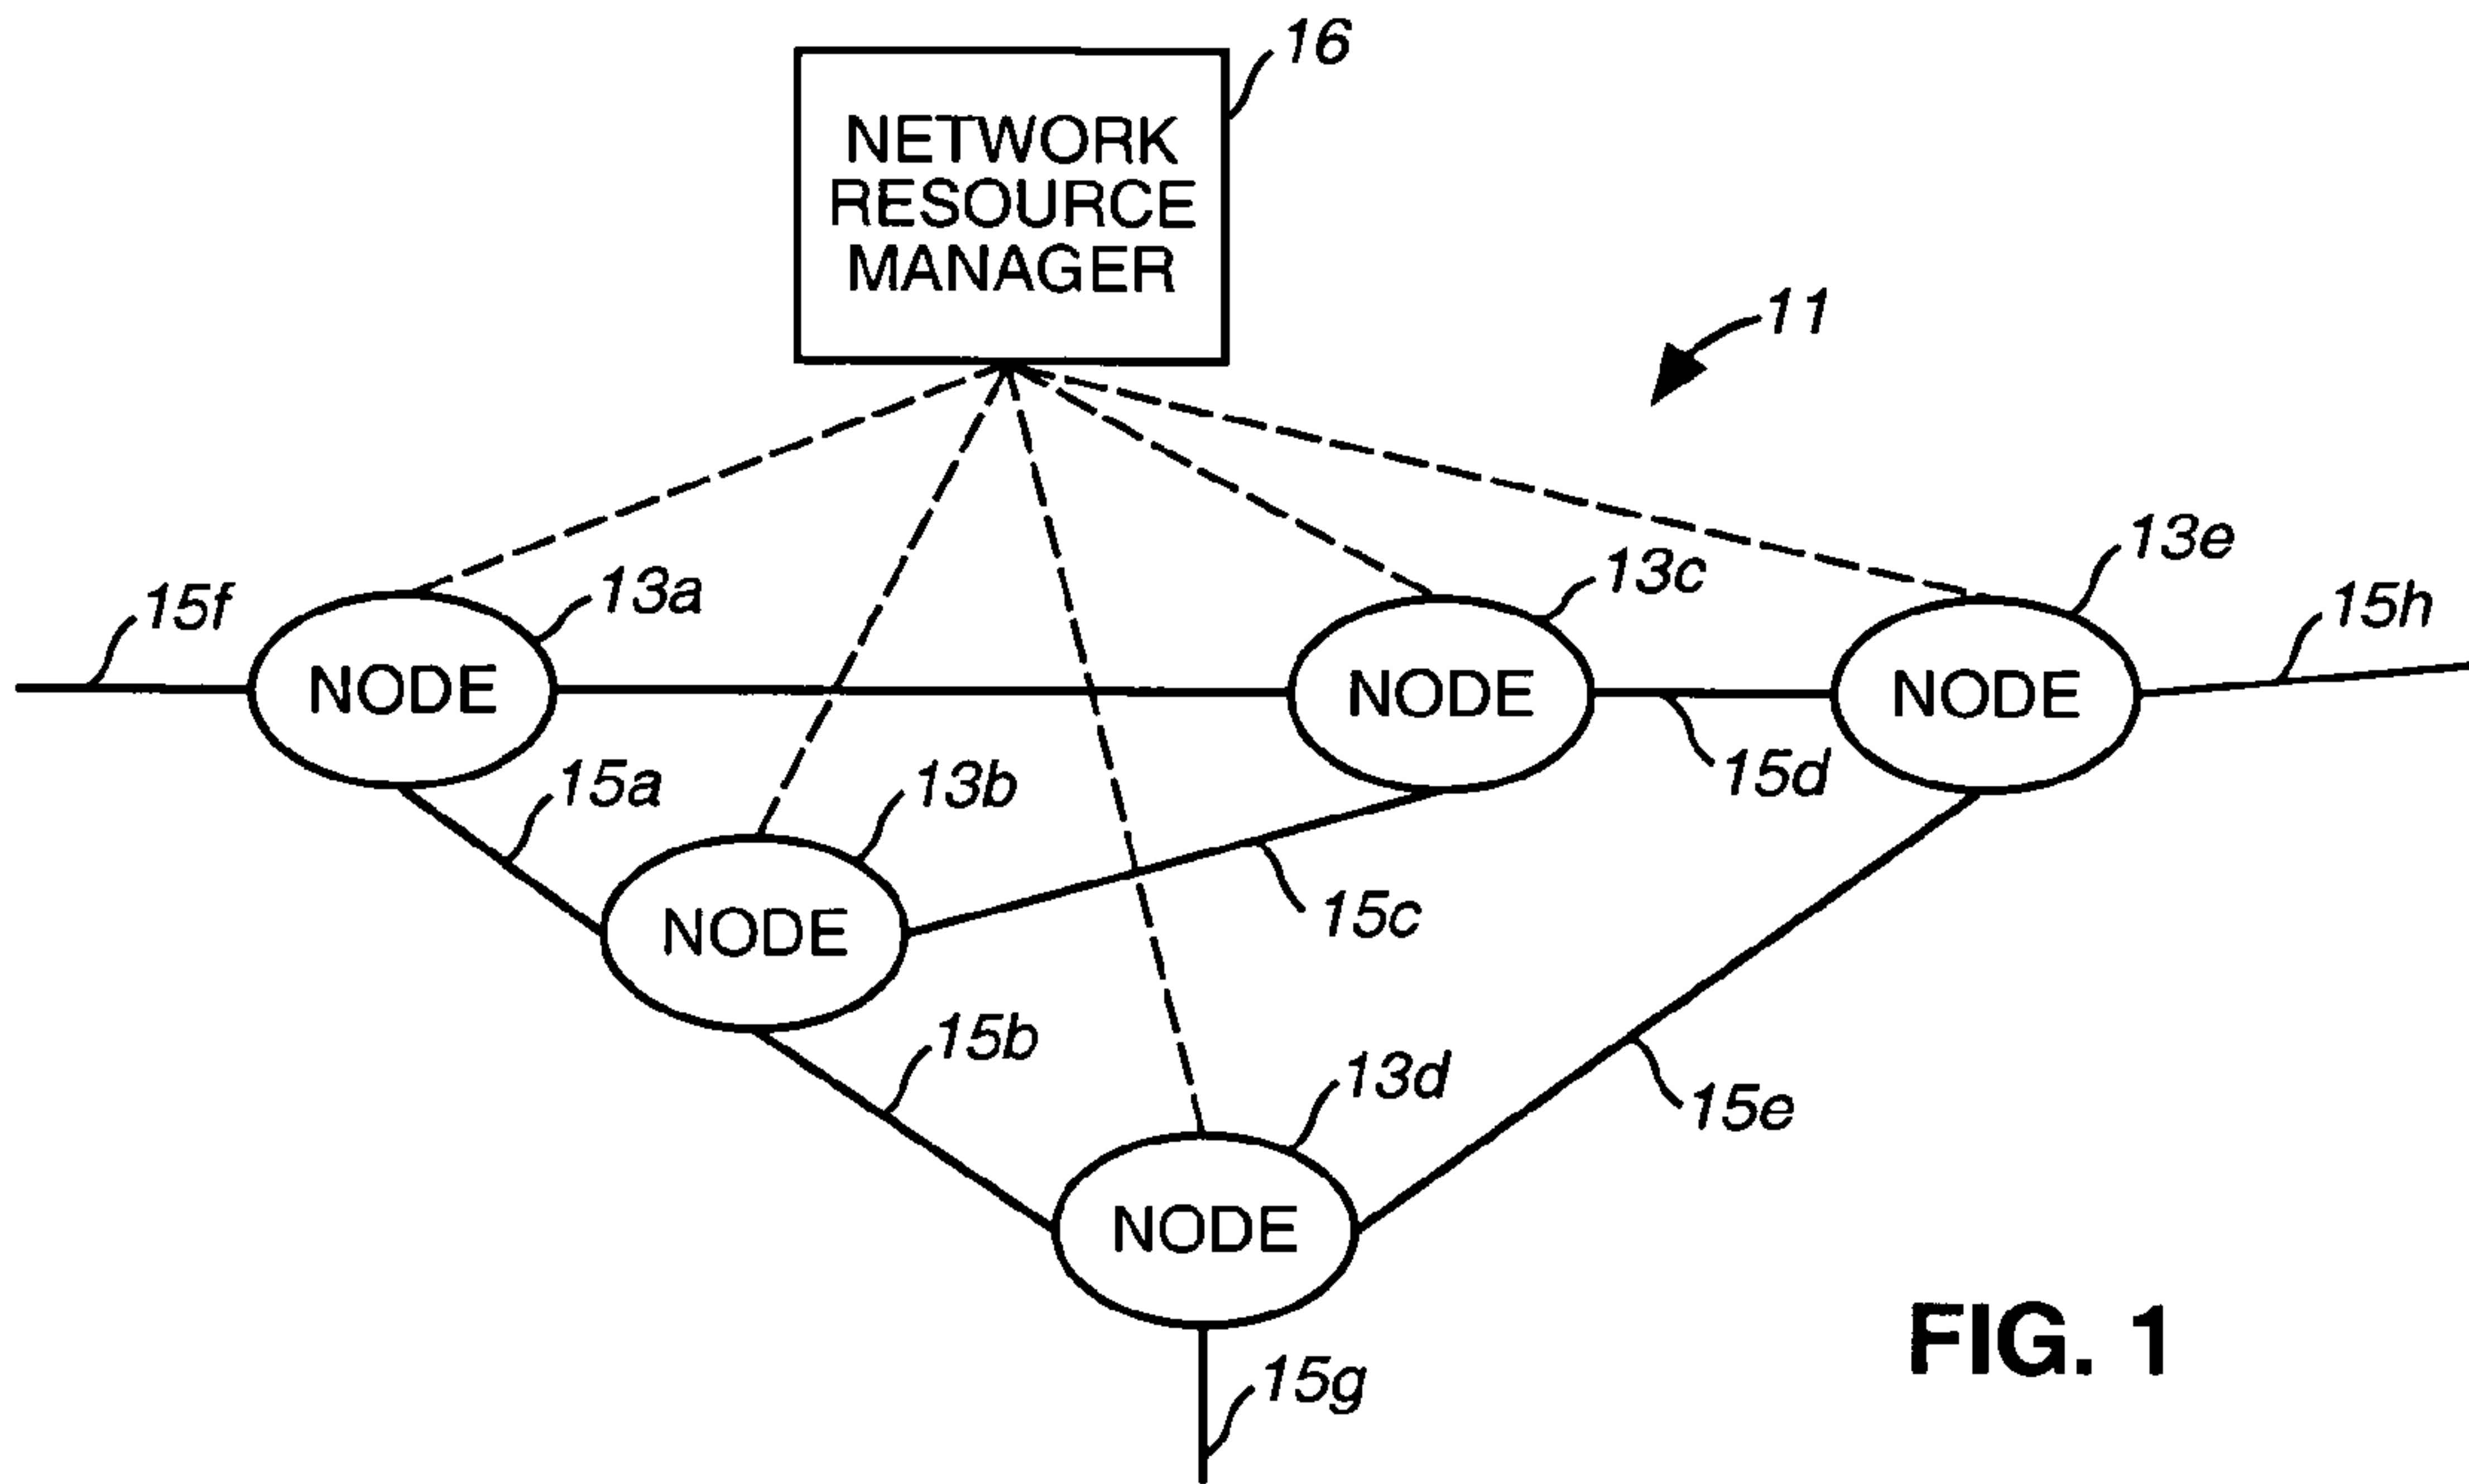 16
NETWORK
RESOURCE
MANAGER
11
13e
13c
13a
15f
15h
NODE
NODE
NODE
15d
15a
13b
15c
NODE
15b
13d
15e
NODE
15g
FIG. 1